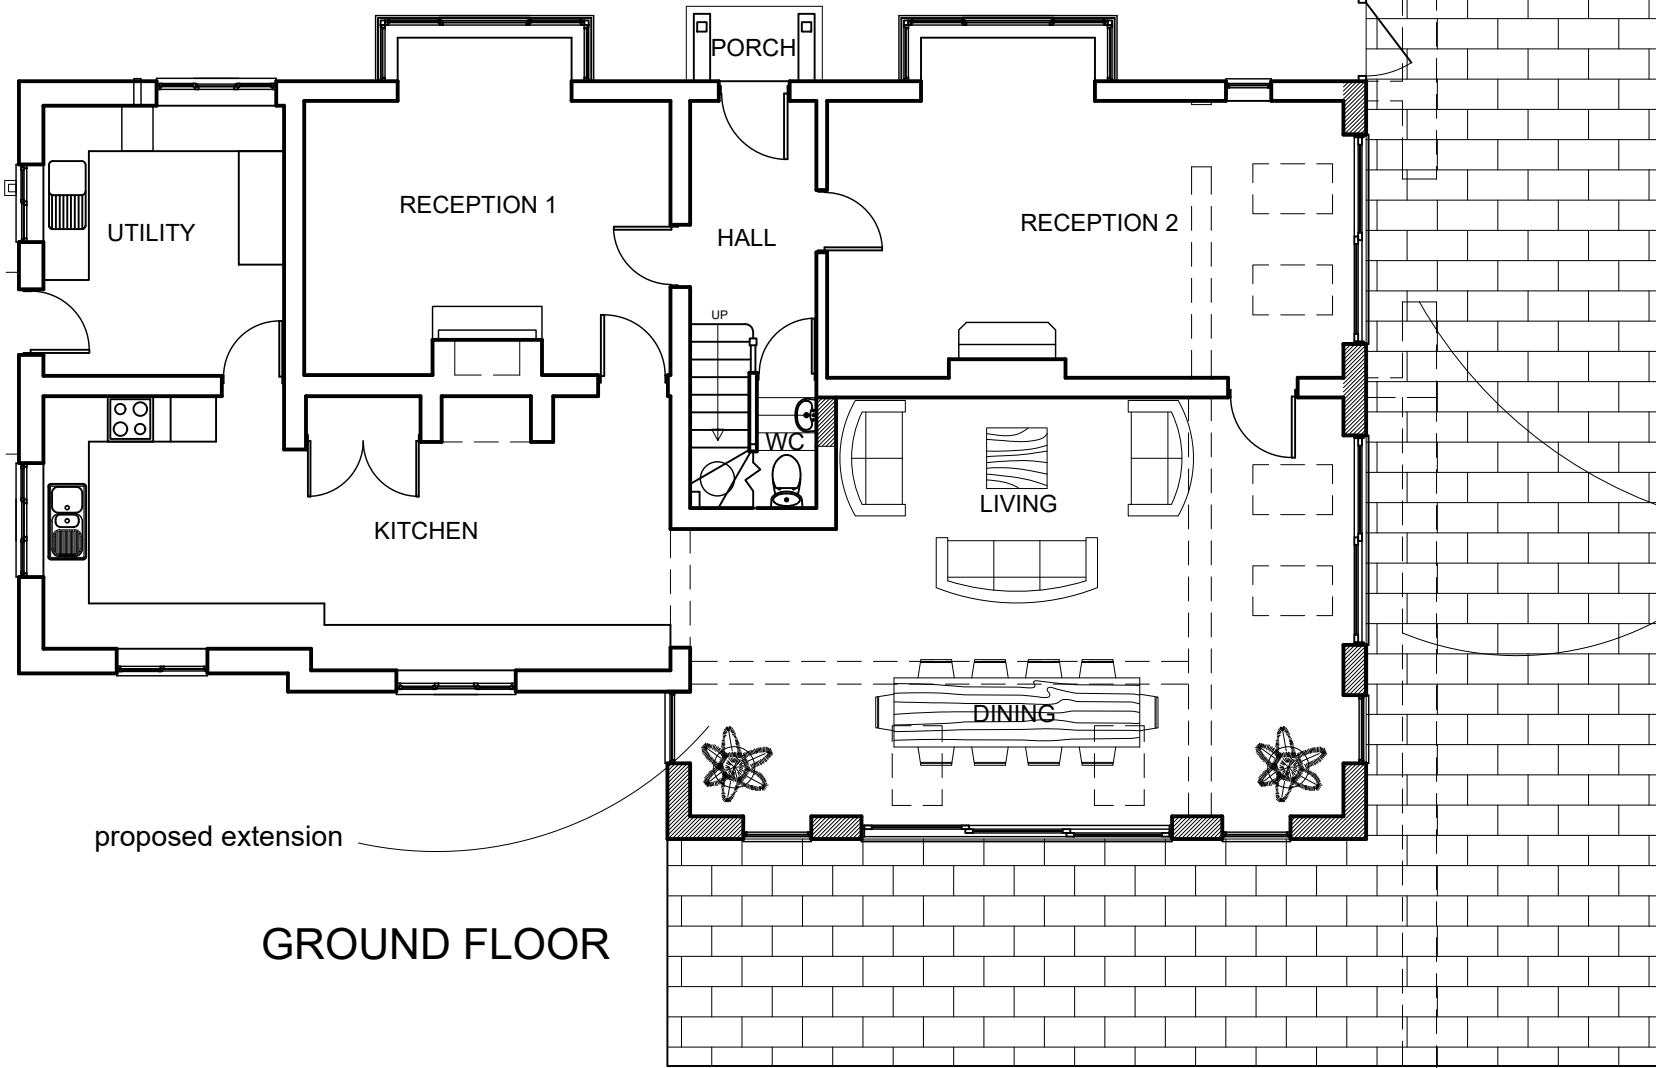 PORCH
RECEPTION 1
UTILITY
HALL
RECEPTION 2
UP
WC
KITCHEN
LIVING
DINING
proposed extension
GROUND FLOOR